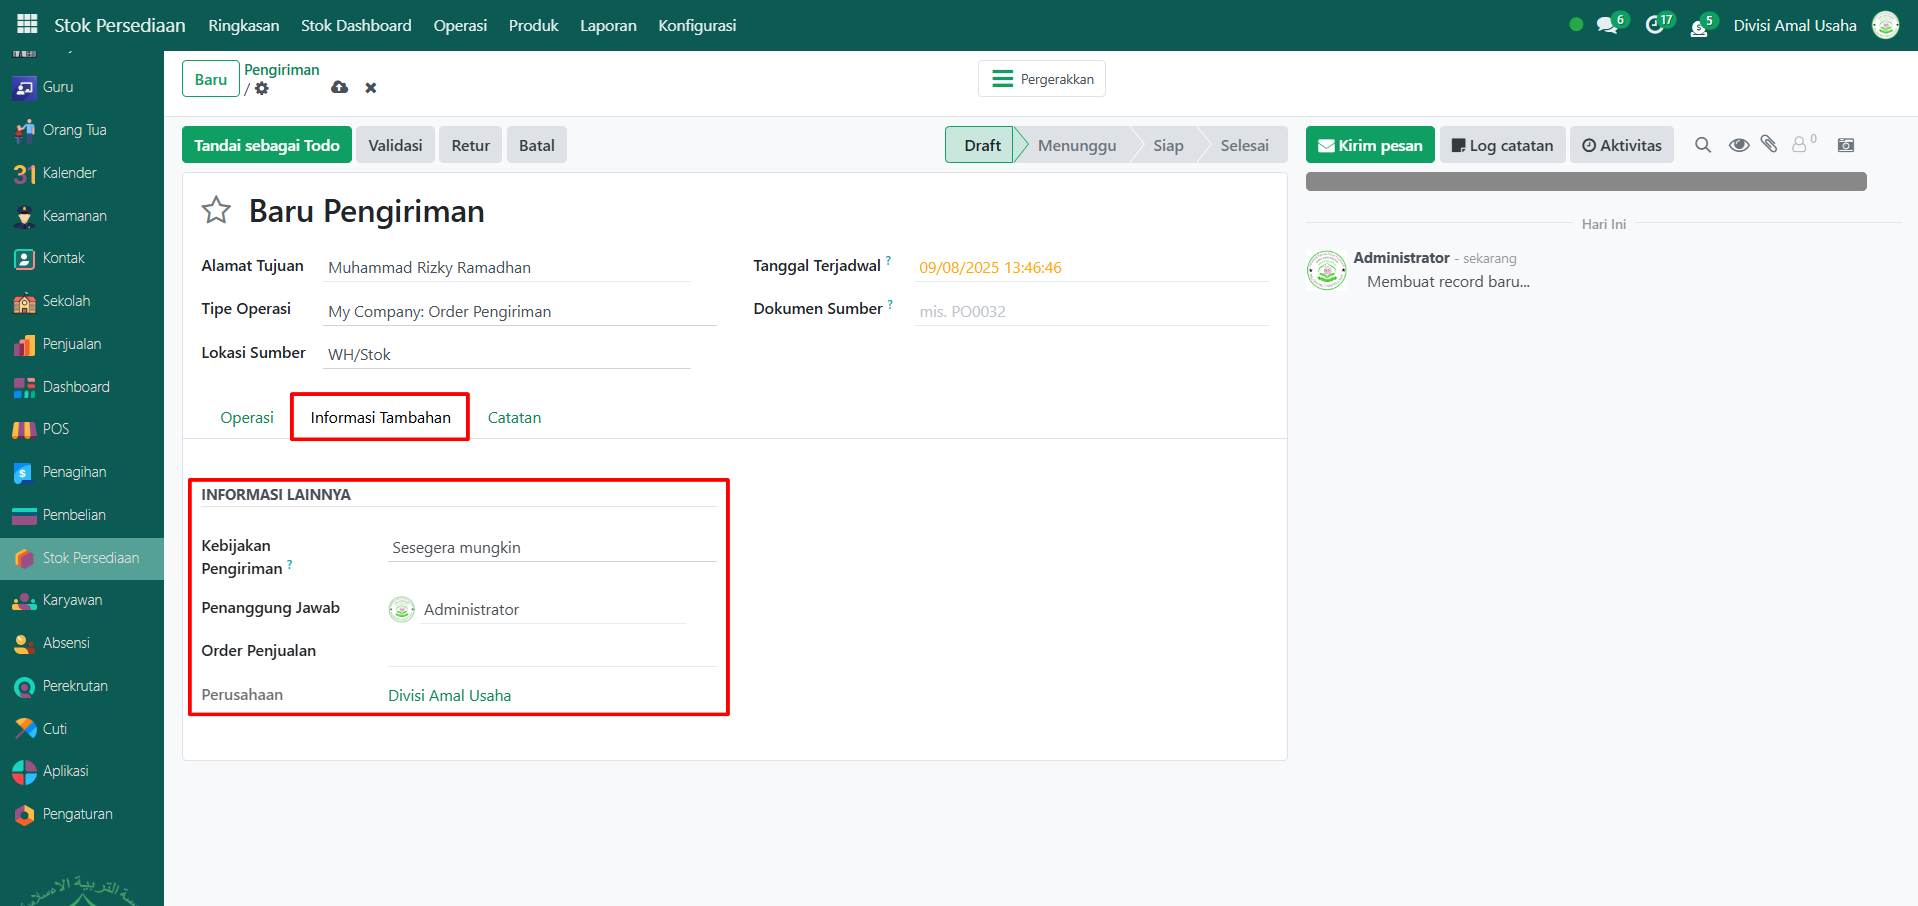 Stok Persediaan Ringkasan Stok Dashboard Operasi Produk Laporan Konfigurasi 6 17 5 Divisi Amal Usaha
Guru
Orang Tua
31 Kalender
Keamanan
Kontak
Sekolah
Penjualan
Dashboard
POS
Penagihan
Pembelian
Stok Persediaan
Karyawan
Absensi
Perekrutan
Cuti
Aplikasi
Pengaturan
Baru Pengiriman
/
Pergerakkan
Tandai sebagai Todo Validasi Retur Batal Draft Menunggu Siap Selesai
Baru Pengiriman
Alamat Tujuan Muhammad Rizky Ramadhan
Tipe Operasi My Company: Order Pengiriman
Lokasi Sumber WH/Stok
Tanggal Terjadwal ? 09/08/2025 13:46:46
Dokumen Sumber ? mis. PO0032
Operasi Informasi Tambahan Catatan
INFORMASI LAINNYA
Kebijakan
Pengiriman ? Sesegera mungkin
Penanggung Jawab Administrator
Order Penjualan
Perusahaan Divisi Amal Usaha
Kirim pesan Log catatan Aktivitas 0
Hari Ini
Administrator - sekarang
Membuat record baru...